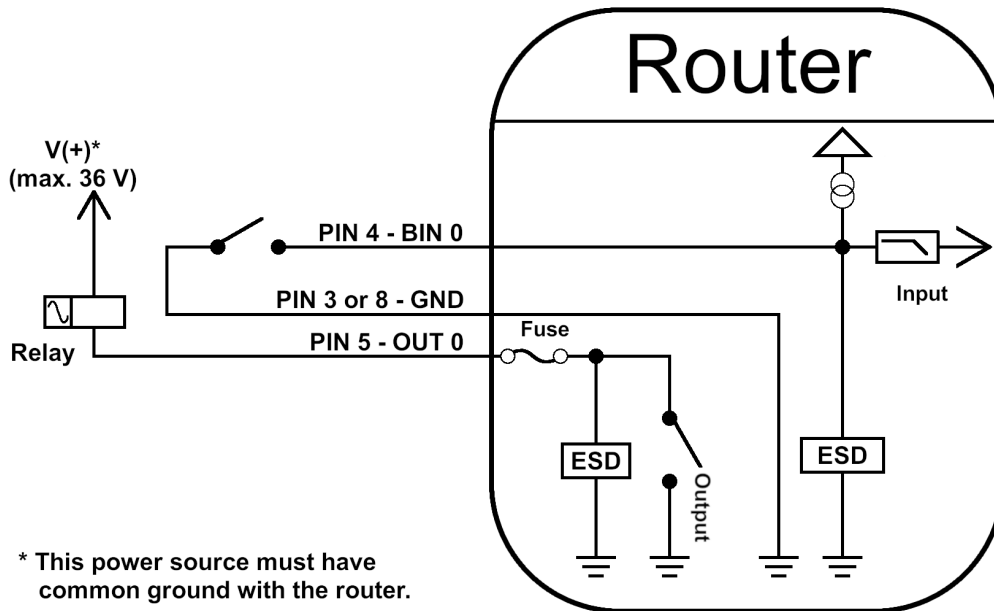 Router
V(+)*
(max. 36 V)
PIN 4 - BIN 0
Input
PIN 3 or 8 - GND
Fuse
PIN 5 - OUT 0
Relay
ESD
ESD
Output
* This power source must have
common ground with the router.